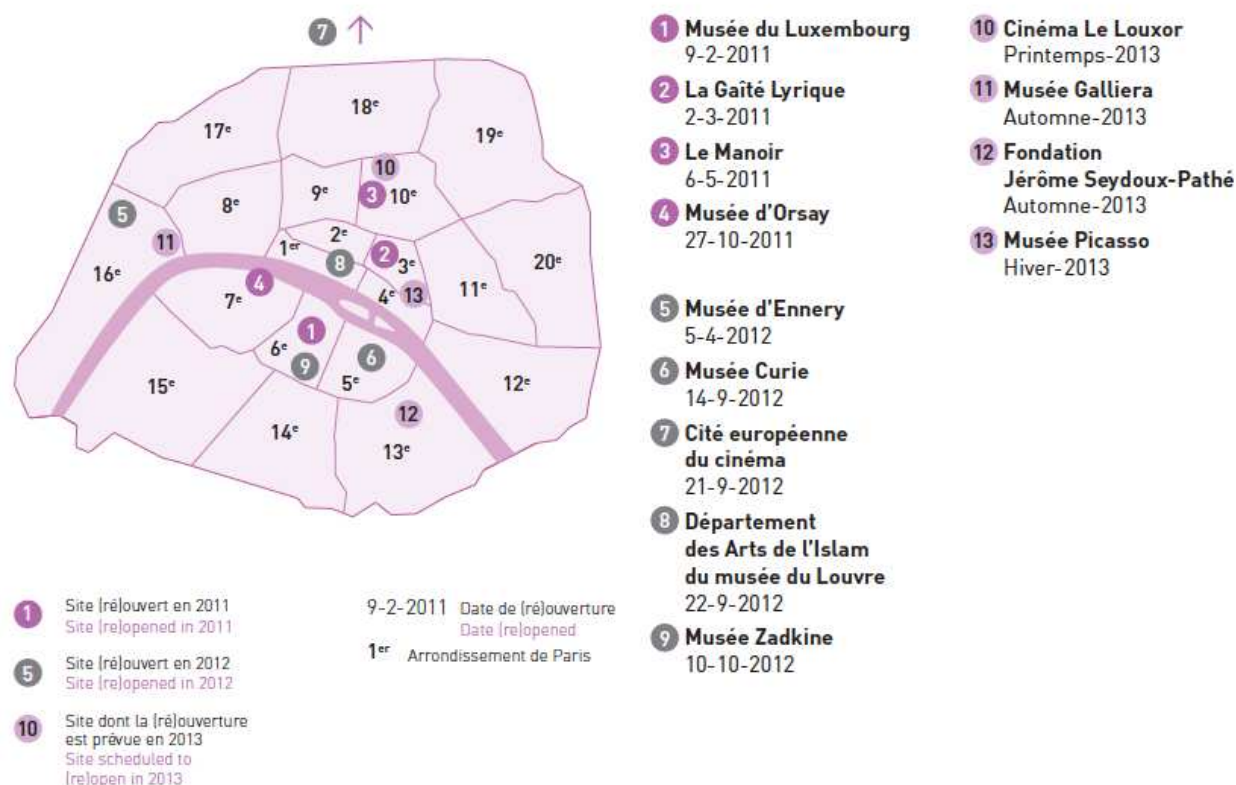 7
18e
17e
19e
10
9e
3
10e
8e
5
2e
1er
2
11
8
3e
20e
16e
4
4e
13
11e
7e
1
6e
6
9
5e
15e
12e
12
14e
13e
1 Musée du Luxembourg
9-2-2011
2 La Gaîté Lyrique
2-3-2011
3 Le Manoir
6-5-2011
4 Musée d'Orsay
27-10-2011
5 Musée d'Ennery
5-4-2012
6 Musée Curie
14-9-2012
7 Cité européenne
du cinéma
21-9-2012
8 Département
des Arts de l'Islam
du musée du Louvre
22-9-2012
9 Musée Zadkine
10-10-2012
10 Cinéma Le Louxor
Printemps-2013
11 Musée Galliera
Automne-2013
12 Fondation
Jérôme Seydoux-Pathé
Automne-2013
13 Musée Picasso
Hiver-2013
1 Site (ré)ouvert en 2011
Site (re)opened in 2011
5 Site (ré)ouvert en 2012
Site (re)opened in 2012
10 Site dont la (ré)ouverture
est prévue en 2013
Site scheduled to
(re)open in 2013
9-2-2011 Date de (ré)ouverture
Date (re)opened
1er Arrondissement de Paris